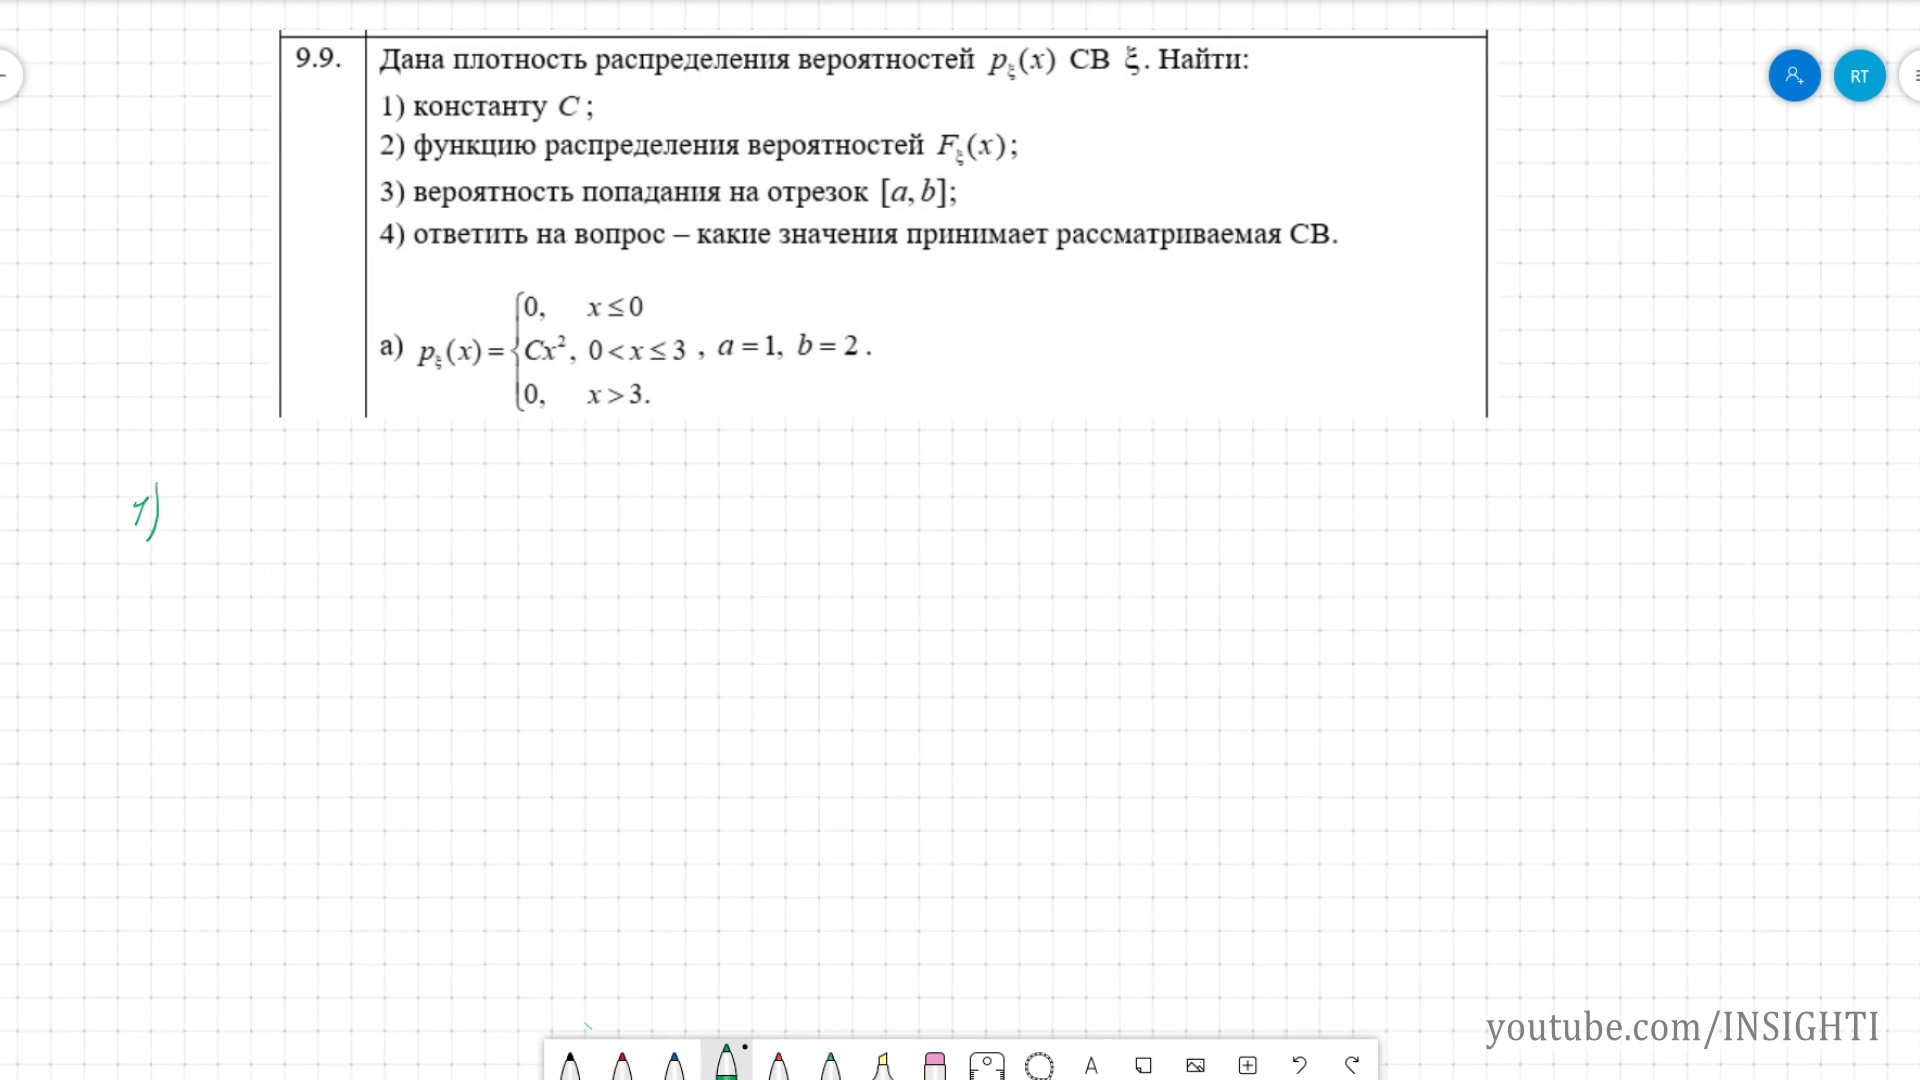 9.9. Дана плотность распределения вероятностей p_ξ(x) СВ ξ. Найти:
1) константу C;
2) функцию распределения вероятностей F_ξ(x);
3) вероятность попадания на отрезок [a, b];
4) ответить на вопрос – какие значения принимает рассматриваемая СВ.
а) p_ξ(x) = {0, x ≤ 0
Cx², 0 < x ≤ 3, a = 1, b = 2.
0, x > 3.
1)
RT
A
youtube.com/INSIGHTI